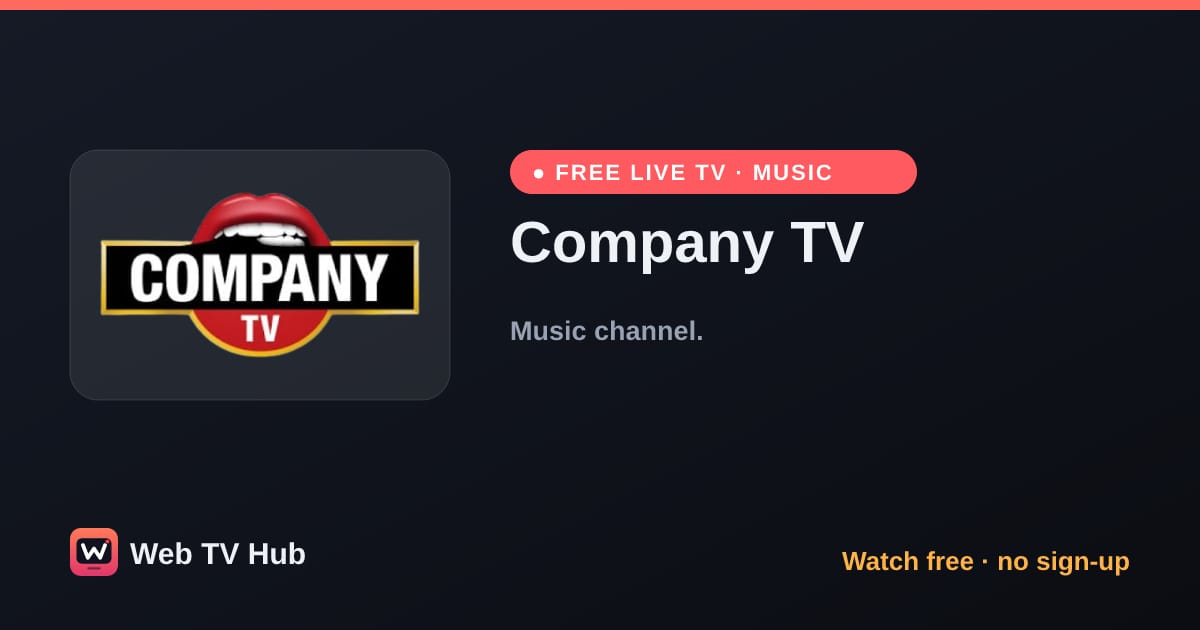 COMPANY
TV
• FREE LIVE TV · MUSIC
Company TV
Music channel.
W
Web TV Hub
Watch free · no sign-up